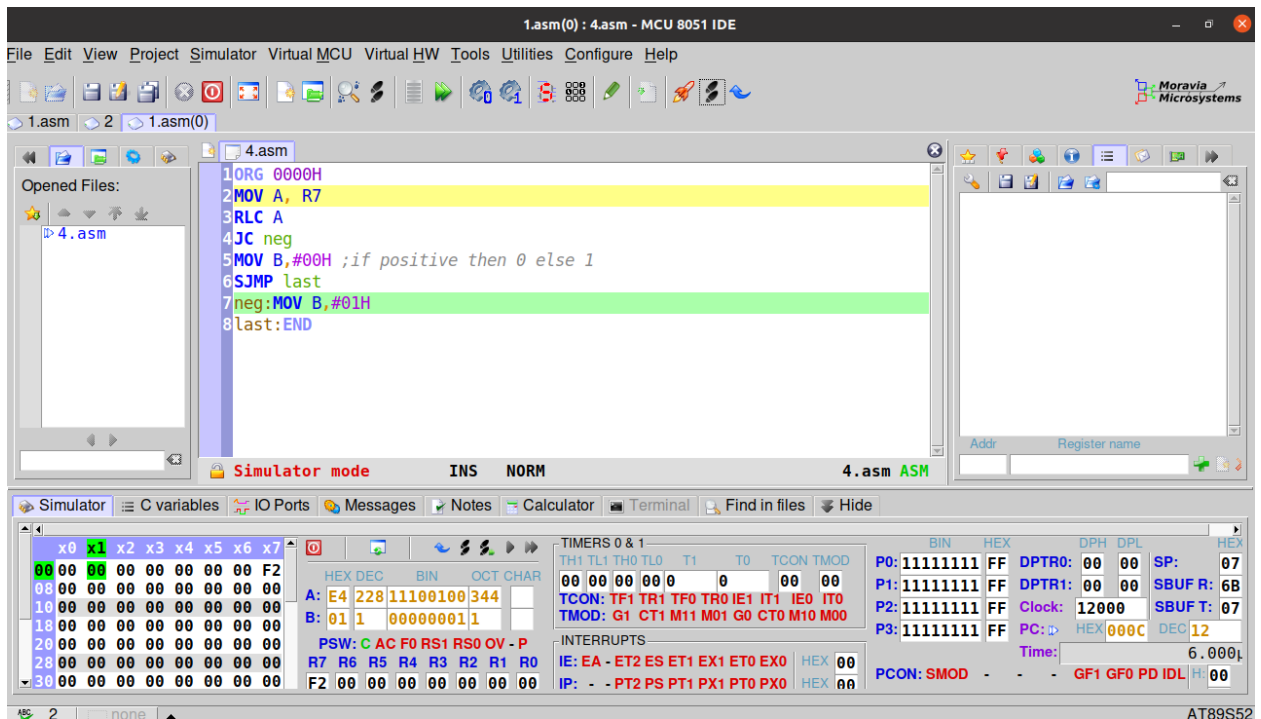 1.asm(0) : 4.asm - MCU 8051 IDE
File Edit View Project Simulator Virtual MCU Virtual HW Tools Utilities Configure Help
Moravia
Microsystems
1.asm 2 1.asm(0)
4.asm
Opened Files:
4.asm
1 ORG 0000H
2 MOV A, R7
3 RLC A
4 JC neg
5 MOV B,#00H ;if positive then 0 else 1
6 SJMP last
7 neg:MOV B,#01H
8 last:END
Addr Register name
Simulator mode INS NORM 4.asm ASM
Simulator C variables IO Ports Messages Notes Calculator Terminal Find in files Hide
x0 x1 x2 x3 x4 x5 x6 x7
00 00 00 00 00 00 00 00 F2
08 00 00 00 00 00 00 00 00
10 00 00 00 00 00 00 00 00
18 00 00 00 00 00 00 00 00
20 00 00 00 00 00 00 00 00
28 00 00 00 00 00 00 00 00
30 00 00 00 00 00 00 00 00
HEX DEC BIN OCT CHAR
A: E4 228 11100100 344
B: 01 1 00000001 1
PSW: C AC F0 RS1 RS0 OV - P
R7 R6 R5 R4 R3 R2 R1 R0
F2 00 00 00 00 00 00 00
TIMERS 0 & 1
TH1 TL1 TH0 TL0 T1 T0 TCON TMOD
00 00 00 00 0 0 00 00
TCON: TF1 TR1 TF0 TR0 IE1 IT1 IE0 IT0
TMOD: G1 CT1 M11 M01 G0 CT0 M10 M00
INTERRUPTS
IE: EA - ET2 ES ET1 EX1 ET0 EX0 HEX 00
IP: - - PT2 PS PT1 PX1 PT0 PX0 HEX 00
BIN HEX
P0: 11111111 FF
P1: 11111111 FF
P2: 11111111 FF
P3: 11111111 FF
DPH DPL HEX
DPTR0: 00 00 SP: 07
DPTR1: 00 00 SBUF R: 6B
Clock: 12000 SBUF T: 07
PC: HEX 000C DEC 12
Time: 6.000μ
PCON: SMOD - - - GF1 GF0 PD IDL H: 00
ABC 2 none AT89S52